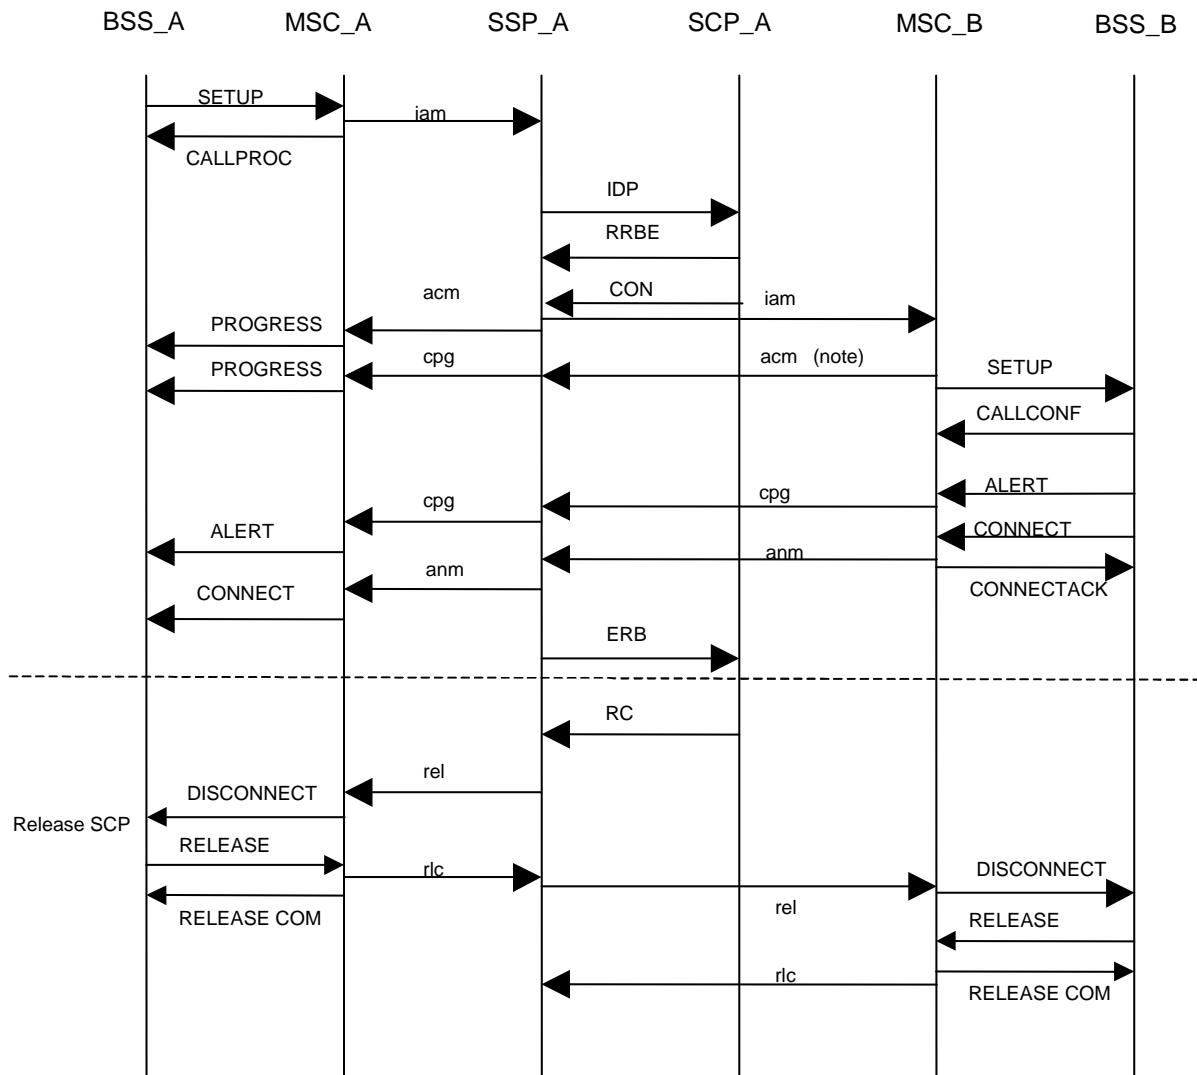 BSS_A MSC_A SSP_A SCP_A MSC_B BSS_B
SETUP
iam
CALLPROC
IDP
RRBE
CON
acm
iam
PROGRESS
cpg
acm (note)
PROGRESS
SETUP
CALLCONF
ALERT
cpg
cpg
ALERT
CONNECT
anm
anm
CONNECT
CONNECTACK
ERB
RC
rel
DISCONNECT
Release SCP
RELEASE
rlc
DISCONNECT
rel
RELEASE COM
RELEASE
rlc
RELEASE COM